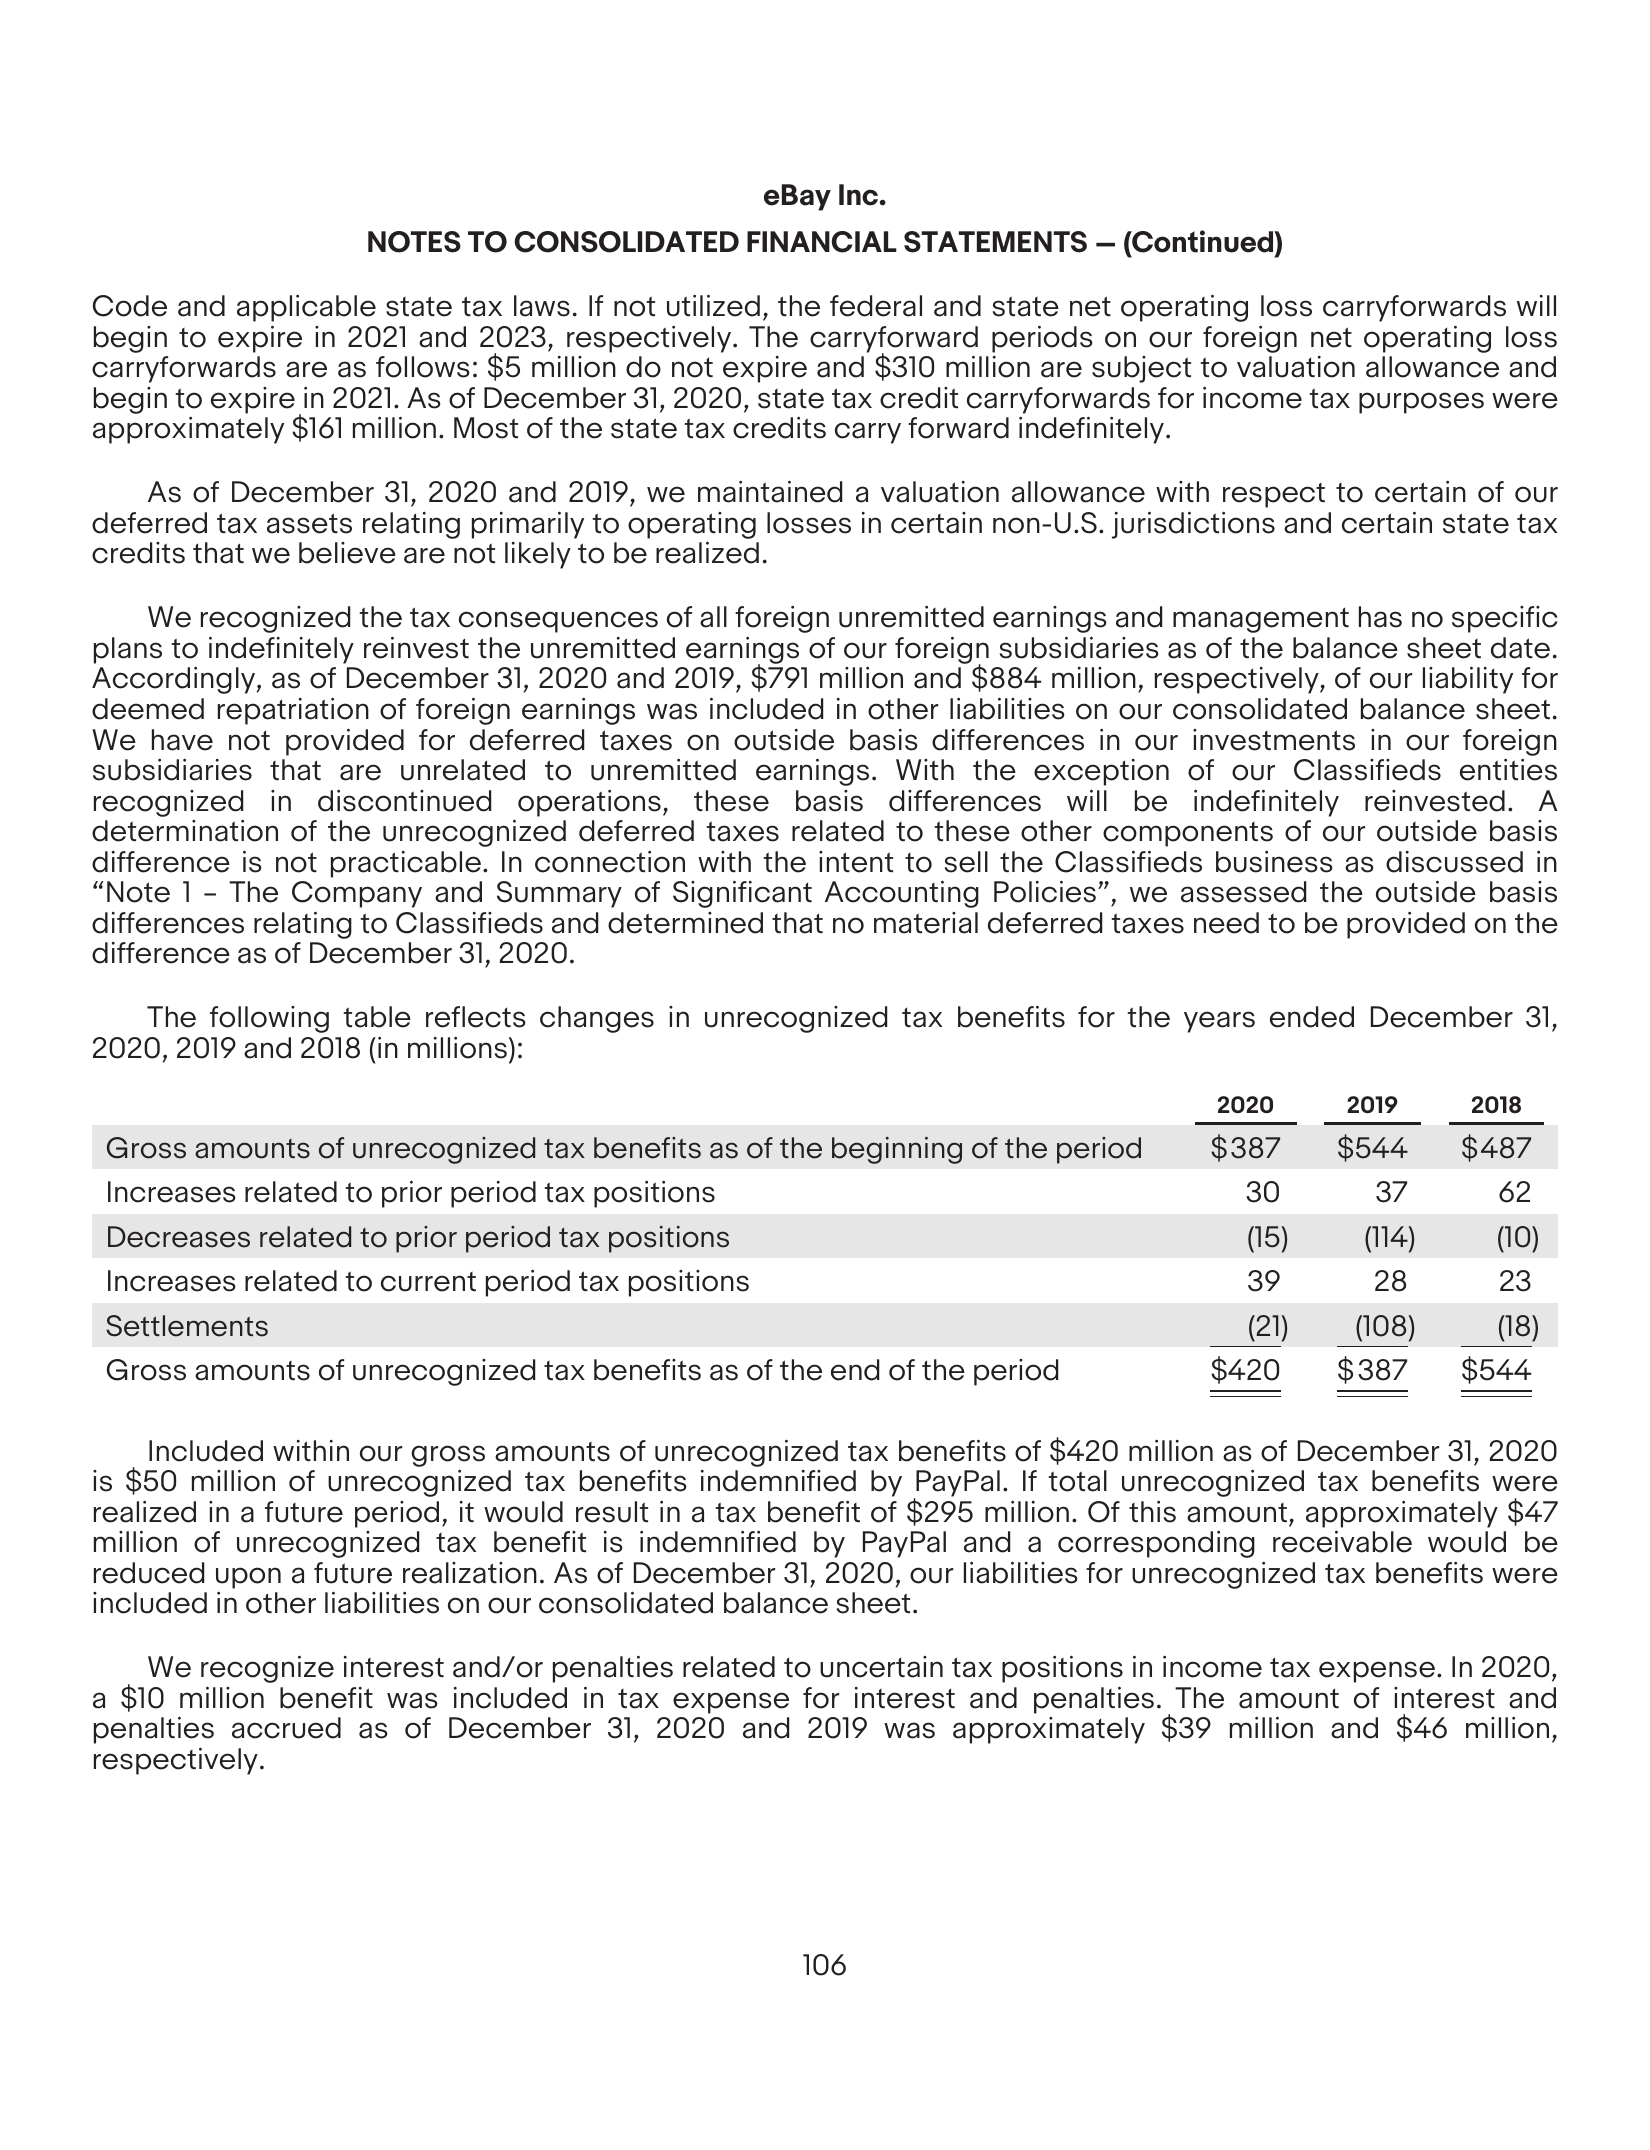 eBay Inc.
NOTES TO CONSOLIDATED FINANCIAL STATEMENTS — (Continued)
Code and applicable state tax laws. If not utilized, the federal and state net operating loss carryforwards will
begin to expire in 2021 and 2023, respectively. The carryforward periods on our foreign net operating loss
carryforwards are as follows: $5 million do not expire and $310 million are subject to valuation allowance and
begin to expire in 2021. As of December 31, 2020, state tax credit carryforwards for income tax purposes were
approximately $161 million. Most of the state tax credits carry forward indefinitely.
As of December 31, 2020 and 2019, we maintained a valuation allowance with respect to certain of our
deferred tax assets relating primarily to operating losses in certain non-U.S. jurisdictions and certain state tax
credits that we believe are not likely to be realized.
We recognized the tax consequences of all foreign unremitted earnings and management has no specific
plans to indefinitely reinvest the unremitted earnings of our foreign subsidiaries as of the balance sheet date.
Accordingly, as of December 31, 2020 and 2019, $791 million and $884 million, respectively, of our liability for
deemed repatriation of foreign earnings was included in other liabilities on our consolidated balance sheet.
We have not provided for deferred taxes on outside basis differences in our investments in our foreign
subsidiaries that are unrelated to unremitted earnings. With the exception of our Classifieds entities
recognized in discontinued operations, these basis differences will be indefinitely reinvested. A
determination of the unrecognized deferred taxes related to these other components of our outside basis
difference is not practicable. In connection with the intent to sell the Classifieds business as discussed in
“Note 1 – The Company and Summary of Significant Accounting Policies”, we assessed the outside basis
differences relating to Classifieds and determined that no material deferred taxes need to be provided on the
difference as of December 31, 2020.
The following table reflects changes in unrecognized tax benefits for the years ended December 31,
2020, 2019 and 2018 (in millions):
2020 2019 2018
Gross amounts of unrecognized tax benefits as of the beginning of the period $387 $544 $487
Increases related to prior period tax positions 30 37 62
Decreases related to prior period tax positions (15) (114) (10)
Increases related to current period tax positions 39 28 23
Settlements (21) (108) (18)
Gross amounts of unrecognized tax benefits as of the end of the period $420 $387 $544
Included within our gross amounts of unrecognized tax benefits of $420 million as of December 31, 2020
is $50 million of unrecognized tax benefits indemnified by PayPal. If total unrecognized tax benefits were
realized in a future period, it would result in a tax benefit of $295 million. Of this amount, approximately $47
million of unrecognized tax benefit is indemnified by PayPal and a corresponding receivable would be
reduced upon a future realization. As of December 31, 2020, our liabilities for unrecognized tax benefits were
included in other liabilities on our consolidated balance sheet.
We recognize interest and/or penalties related to uncertain tax positions in income tax expense. In 2020,
a $10 million benefit was included in tax expense for interest and penalties. The amount of interest and
penalties accrued as of December 31, 2020 and 2019 was approximately $39 million and $46 million,
respectively.
106